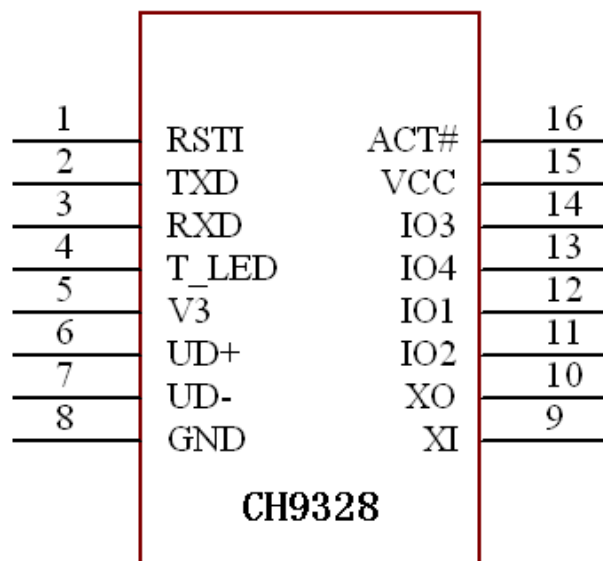 1 RSTI ACT# 16
2 TXD VCC 15
3 RXD IO3 14
4 T_LED IO4 13
5 V3 IO1 12
6 UD+ IO2 11
7 UD- XO 10
8 GND XI 9
CH9328